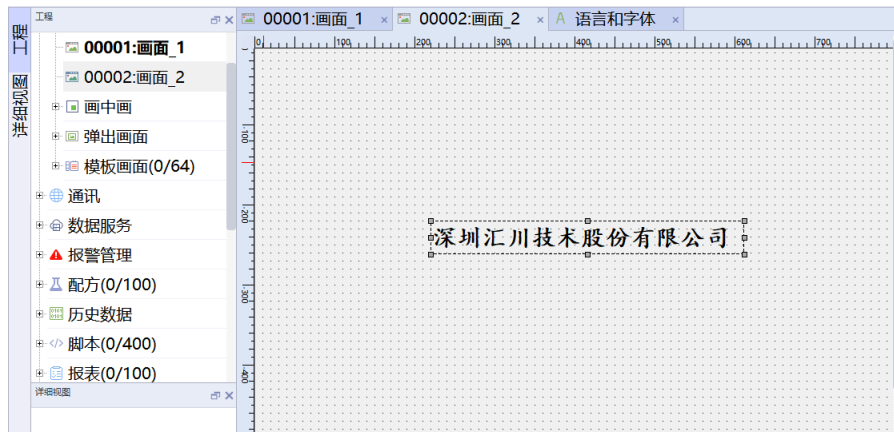 工程
详细视图
工程
00001:画面_1
00002:画面_2
画中画
弹出画面
模板画面(0/64)
通讯
数据服务
报警管理
配方(0/100)
历史数据
脚本(0/400)
报表(0/100)
详细视图
00001:画面_1 × 00002:画面_2 × A 语言和字体 ×
0 100 200 300 400 500 600 700
100
200
300
400
深圳汇川技术股份有限公司